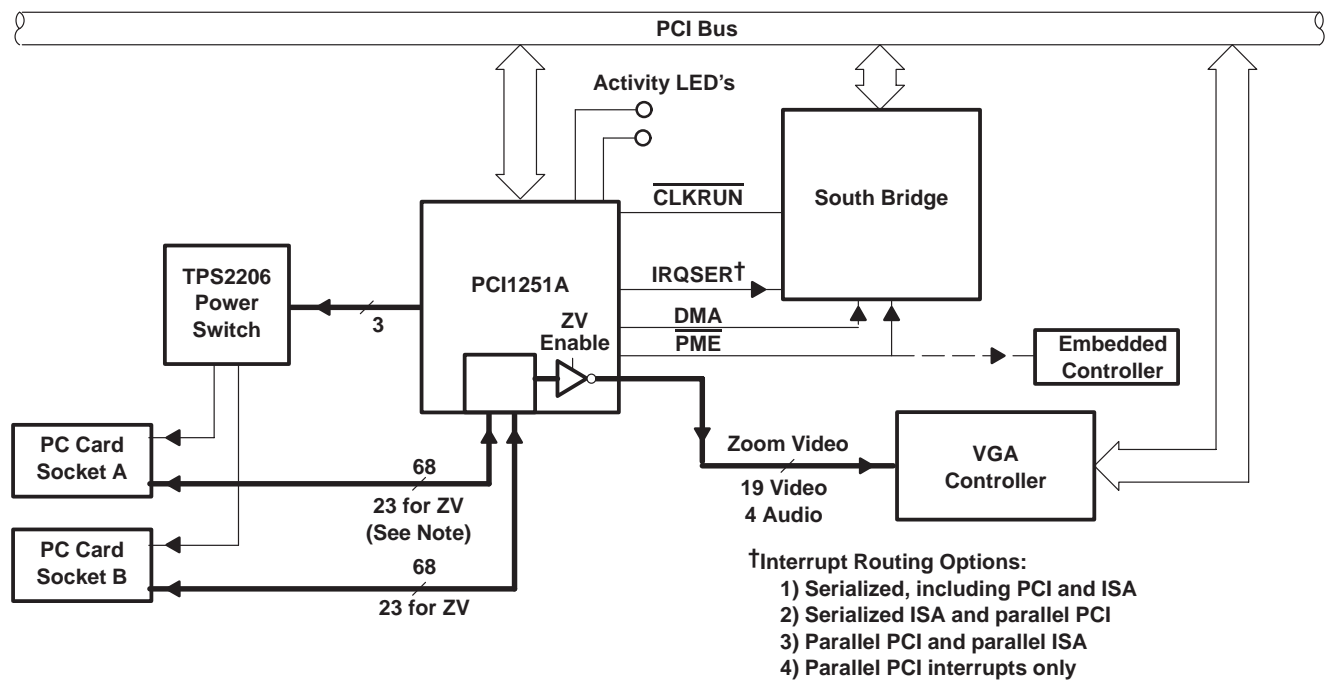 PCI Bus
Activity LED's
CLKRUN
South Bridge
TPS2206
Power
Switch
3
PCI1251A
IRQSER†
DMA
PME
ZV
Enable
Embedded
Controller
PC Card
Socket A
68
23 for ZV
(See Note)
Zoom Video
19 Video
4 Audio
VGA
Controller
PC Card
Socket B
68
23 for ZV
†Interrupt Routing Options:
1) Serialized, including PCI and ISA
2) Serialized ISA and parallel PCI
3) Parallel PCI and parallel ISA
4) Parallel PCI interrupts only